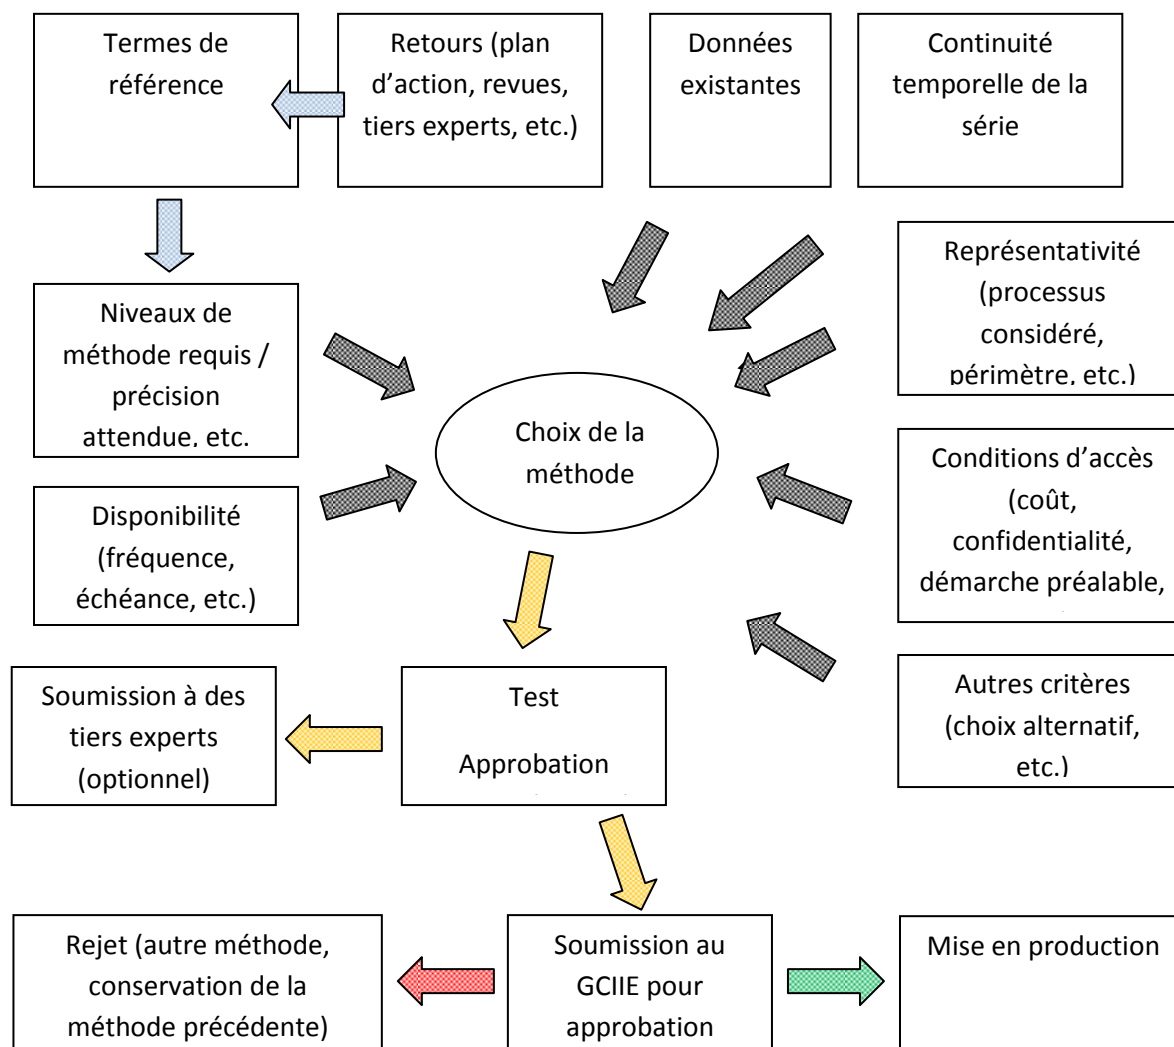 Termes de
référence
Retours (plan
d’action, revues,
tiers experts, etc.)
Données
existantes
Continuité
temporelle de la
série
Représentativité
(processus
considéré,
périmètre, etc.)
Niveaux de
méthode requis /
précision
attendue, etc.
Choix de la
méthode
Conditions d’accès
(coût,
confidentialité,
démarche préalable,
Disponibilité
(fréquence,
échéance, etc.)
Soumission à des
tiers experts
(optionnel)
Test
Approbation
Autres critères
(choix alternatif,
etc.)
Rejet (autre méthode,
conservation de la
méthode précédente)
Soumission au
GCIIE pour
approbation
Mise en production